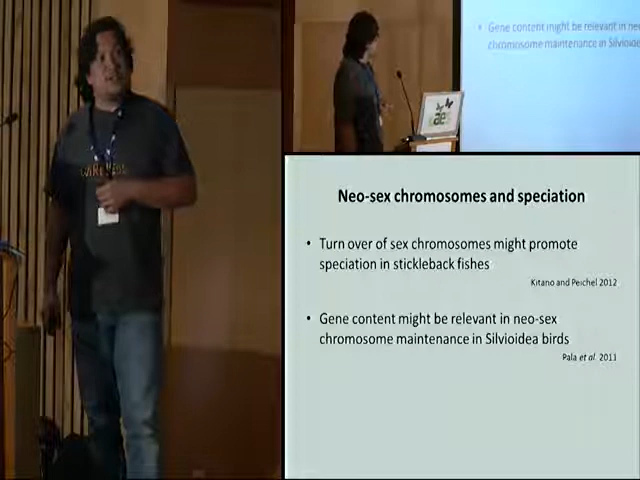 Gene content might be relevant in neo
chromosome maintenance in Silvioide
Neo-sex chromosomes and speciation
• Turn over of sex chromosomes might promote
speciation in stickleback fishes
Kitano and Peichel 2012
• Gene content might be relevant in neo-sex
chromosome maintenance in Silvioidea birds
Pala et al. 2011